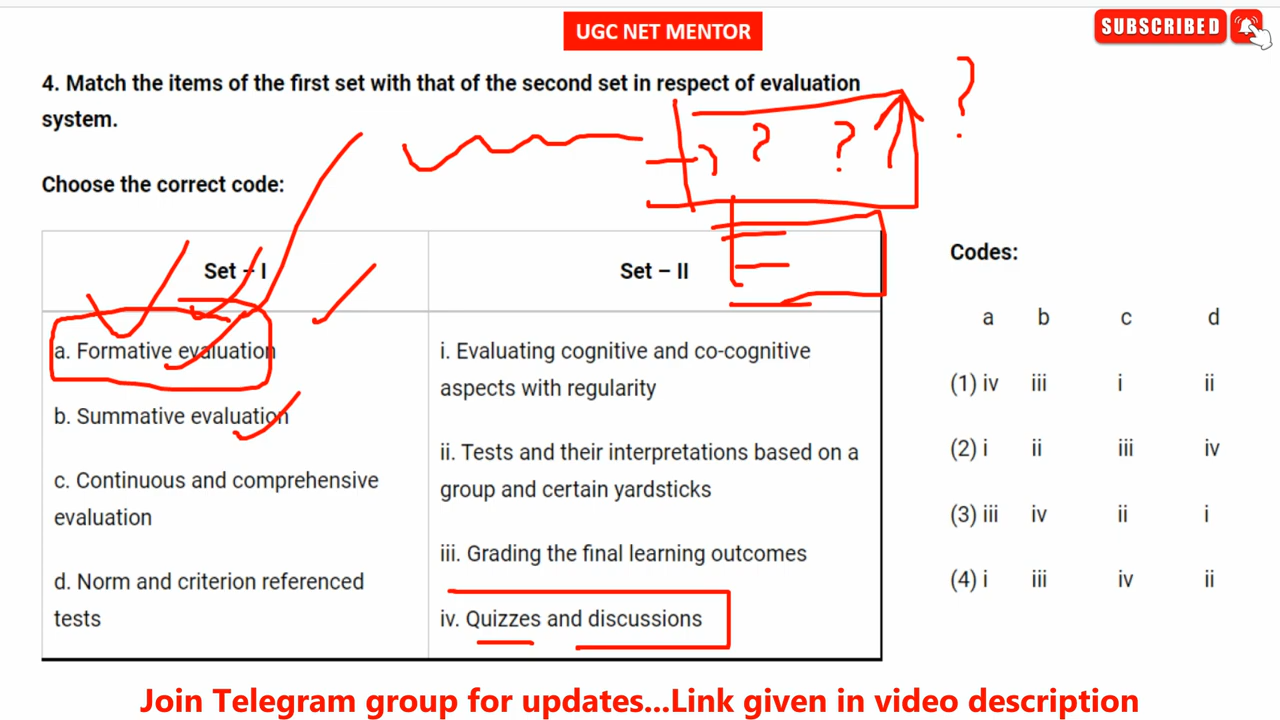 UGC NET MENTOR
SUBSCRIBED
4. Match the items of the first set with that of the second set in respect of evaluation
system.
Choose the correct code:
Set – I
Set – II
a. Formative evaluation
b. Summative evaluation
c. Continuous and comprehensive
evaluation
d. Norm and criterion referenced
tests
i. Evaluating cognitive and co-cognitive
aspects with regularity
ii. Tests and their interpretations based on a
group and certain yardsticks
iii. Grading the final learning outcomes
iv. Quizzes and discussions
Codes:
a b c d
(1) iv iii i ii
(2) i ii iii iv
(3) iii iv ii i
(4) i iii iv ii
? ? ?
Join Telegram group for updates...Link given in video description